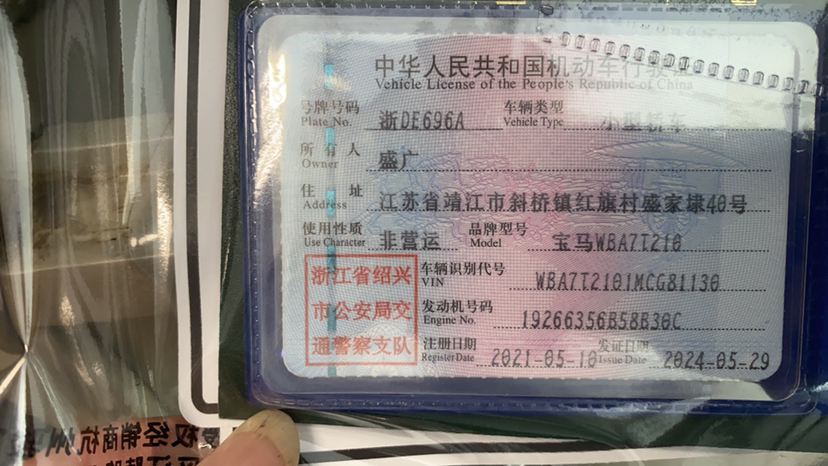 中华人民共和国机动车行驶证
Vehicle License of the People's Republic of China
号牌号码 浙DE696A 车辆类型 小型轿车
Plate No. Vehicle Type
所有人 盛广
Owner
住址 江苏省靖江市斜桥镇红旗村盛家埭40号
Address
使用性质 非营运 品牌型号 宝马WBA7T210
Use Character Model
浙江省绍兴
市公安局交
通警察支队
车辆识别代号 WBA7T2101MCG81130
VIN
发动机号码 19266356B58B30C
Engine No.
注册日期 2021-05-10 发证日期 2024-05-29
Register Date Issue Date
授权经销商杭州